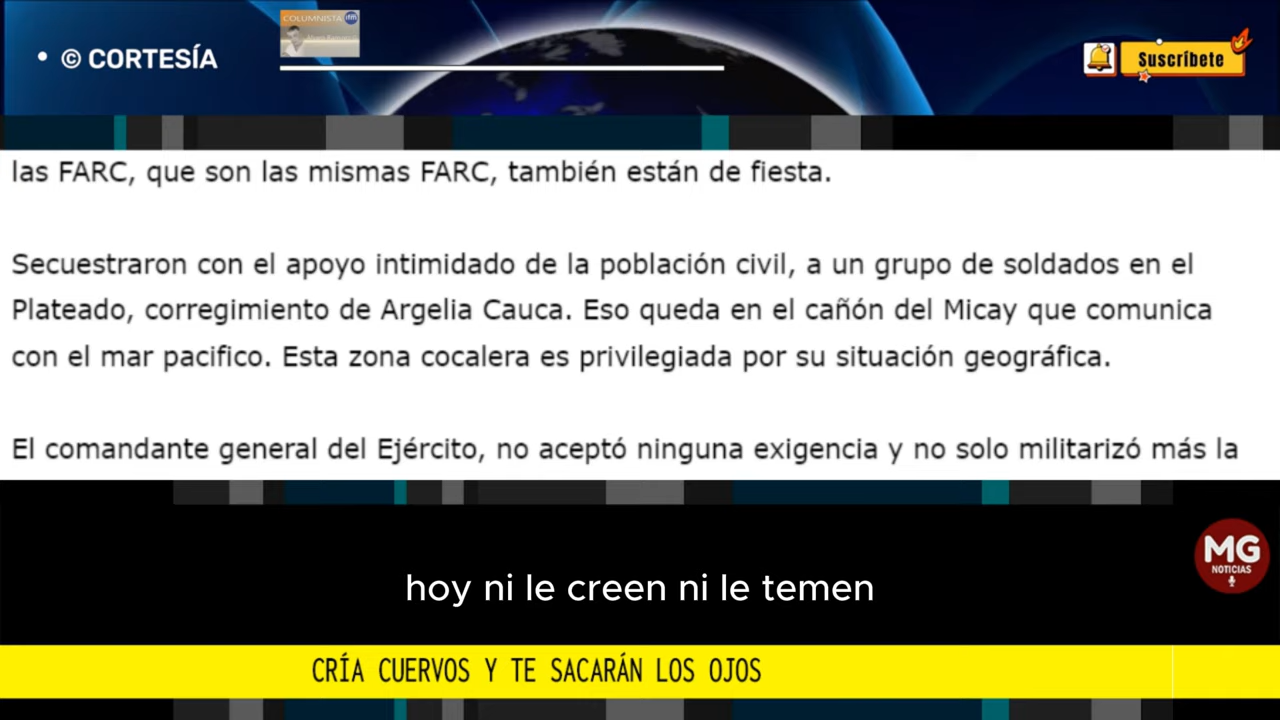 • © CORTESÍA
COLUMNISTA ifm
Suscríbete
las FARC, que son las mismas FARC, también están de fiesta.
Secuestraron con el apoyo intimidado de la población civil, a un grupo de soldados en el
Plateado, corregimiento de Argelia Cauca. Eso queda en el cañón del Micay que comunica
con el mar pacifico. Esta zona cocalera es privilegiada por su situación geográfica.
El comandante general del Ejército, no aceptó ninguna exigencia y no solo militarizó más la
MG
NOTICIAS
hoy ni le creen ni le temen
CRÍA CUERVOS Y TE SACARÁN LOS OJOS